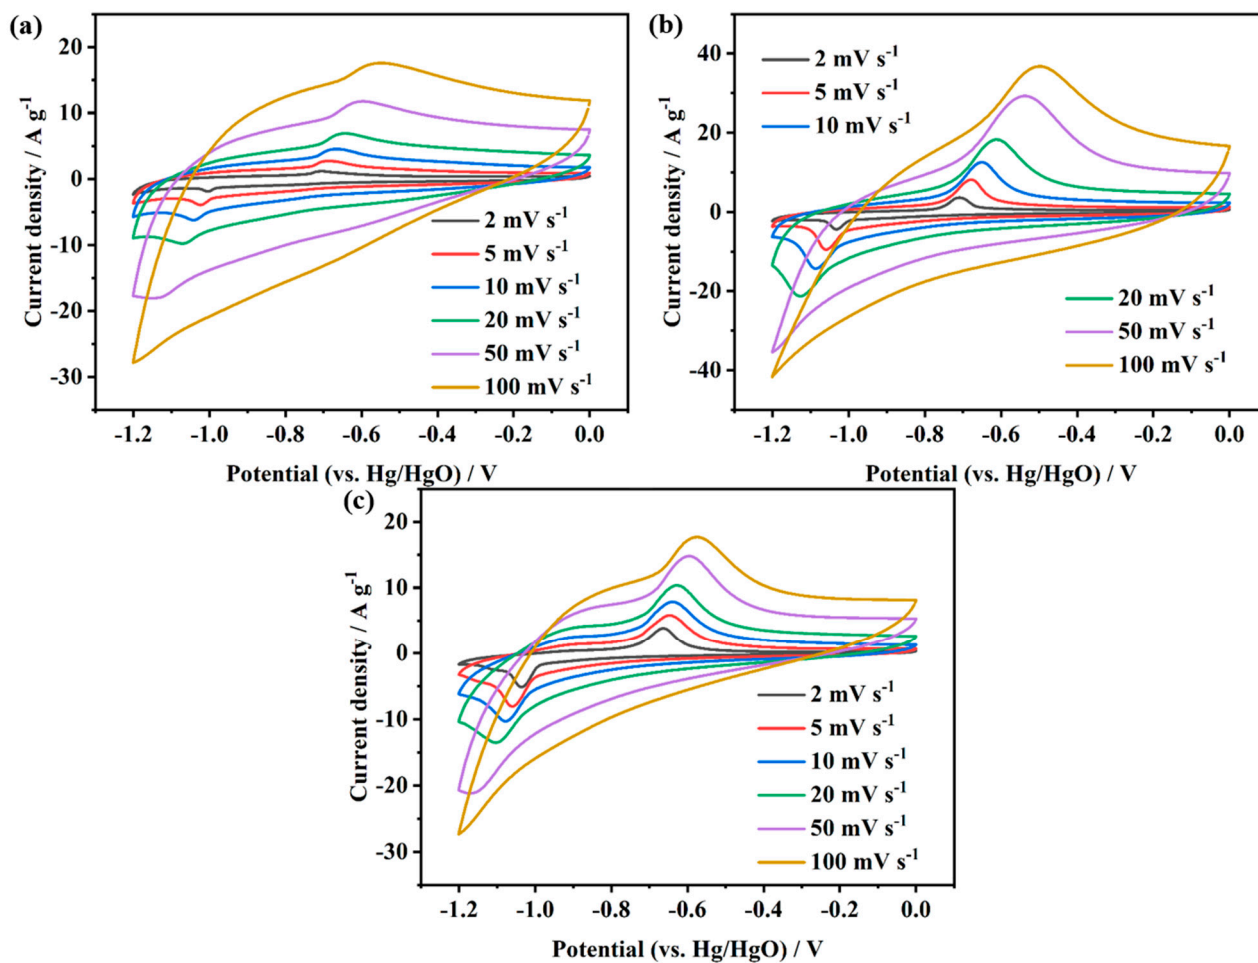 (a)
20
10
0
-10
-20
-30
Current density / A g-1
2 mV s-1
5 mV s-1
10 mV s-1
20 mV s-1
50 mV s-1
100 mV s-1
-1.2 -1.0 -0.8 -0.6 -0.4 -0.2 0.0
Potential (vs. Hg/HgO) / V
(b)
40
20
0
-20
-40
Current density / A g-1
2 mV s-1
5 mV s-1
10 mV s-1
20 mV s-1
50 mV s-1
100 mV s-1
-1.2 -1.0 -0.8 -0.6 -0.4 -0.2 0.0
Potential (vs. Hg/HgO) / V
(c)
20
10
0
-10
-20
-30
Current density / A g-1
2 mV s-1
5 mV s-1
10 mV s-1
20 mV s-1
50 mV s-1
100 mV s-1
-1.2 -1.0 -0.8 -0.6 -0.4 -0.2 0.0
Potential (vs. Hg/HgO) / V